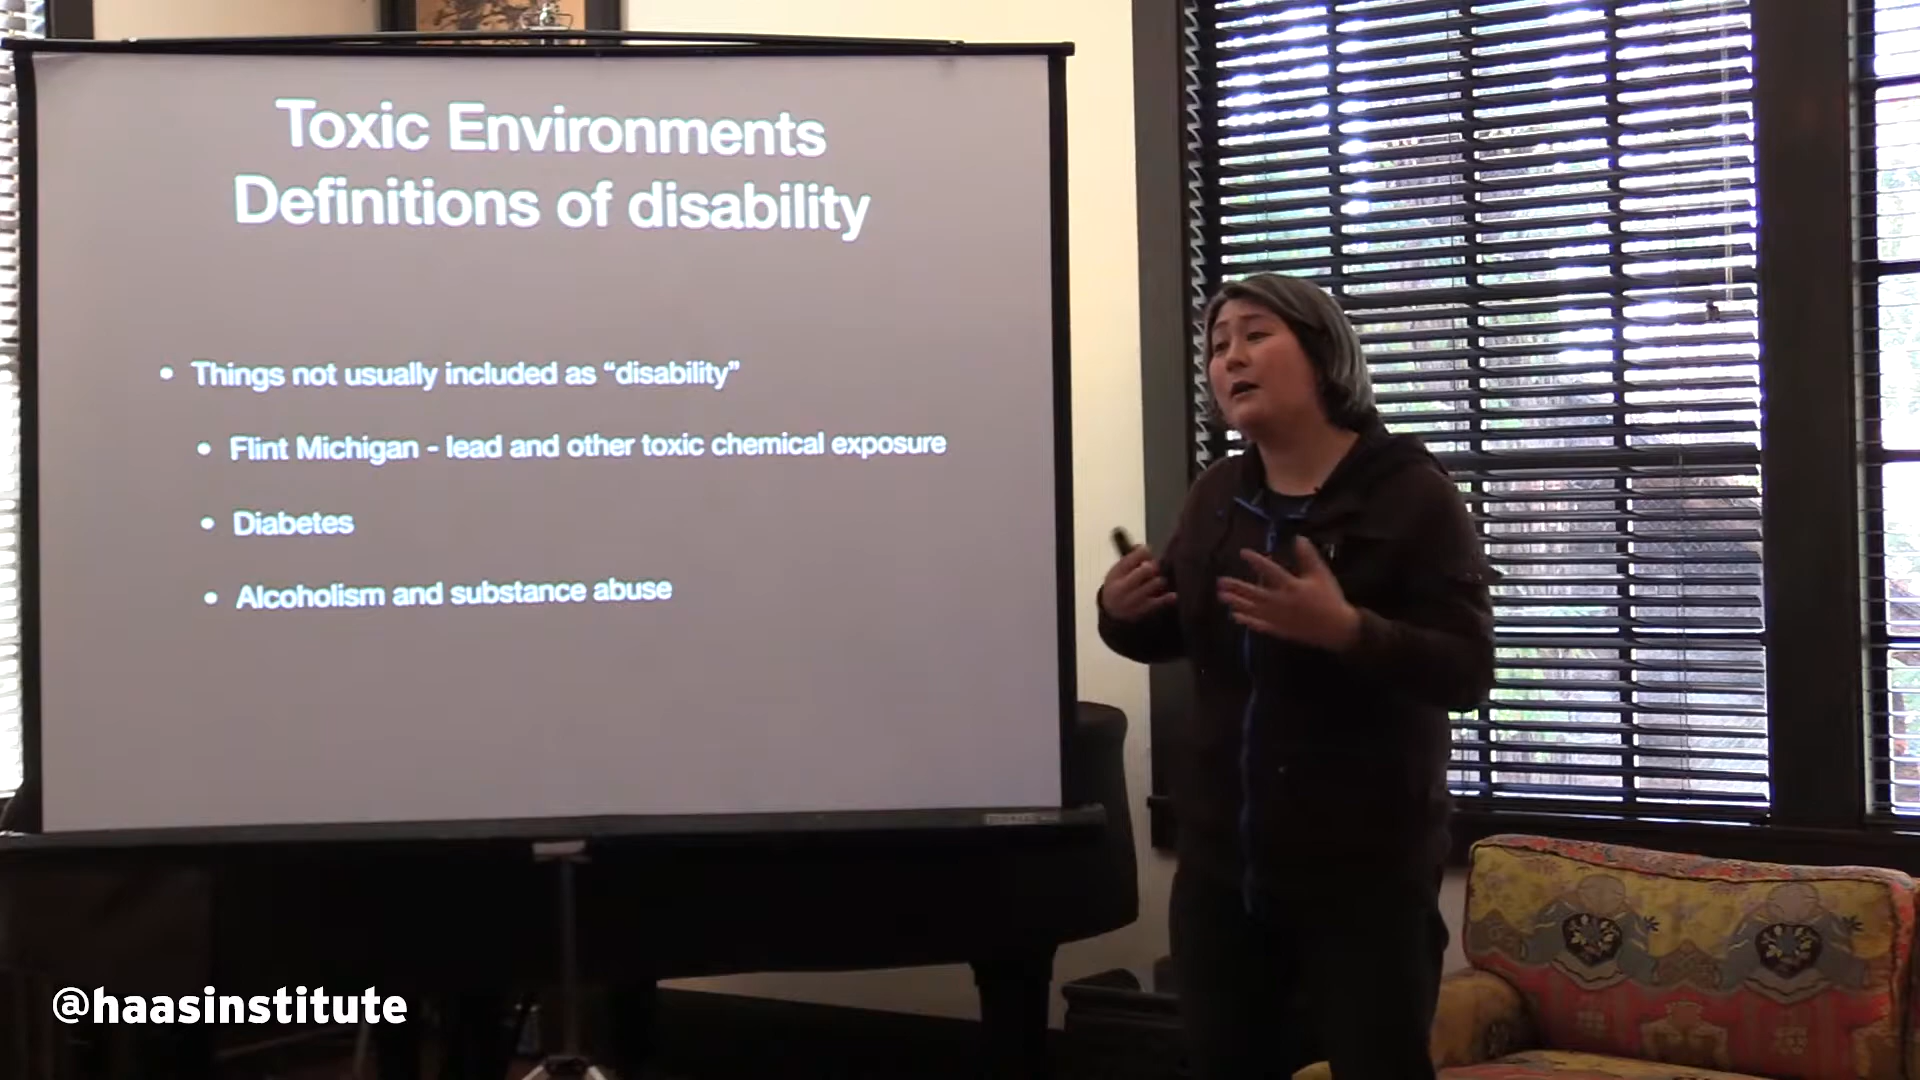 Toxic Environments
Definitions of disability
• Things not usually included as “disability”
• Flint Michigan - lead and other toxic chemical exposure
• Diabetes
• Alcoholism and substance abuse
@haasinstitute